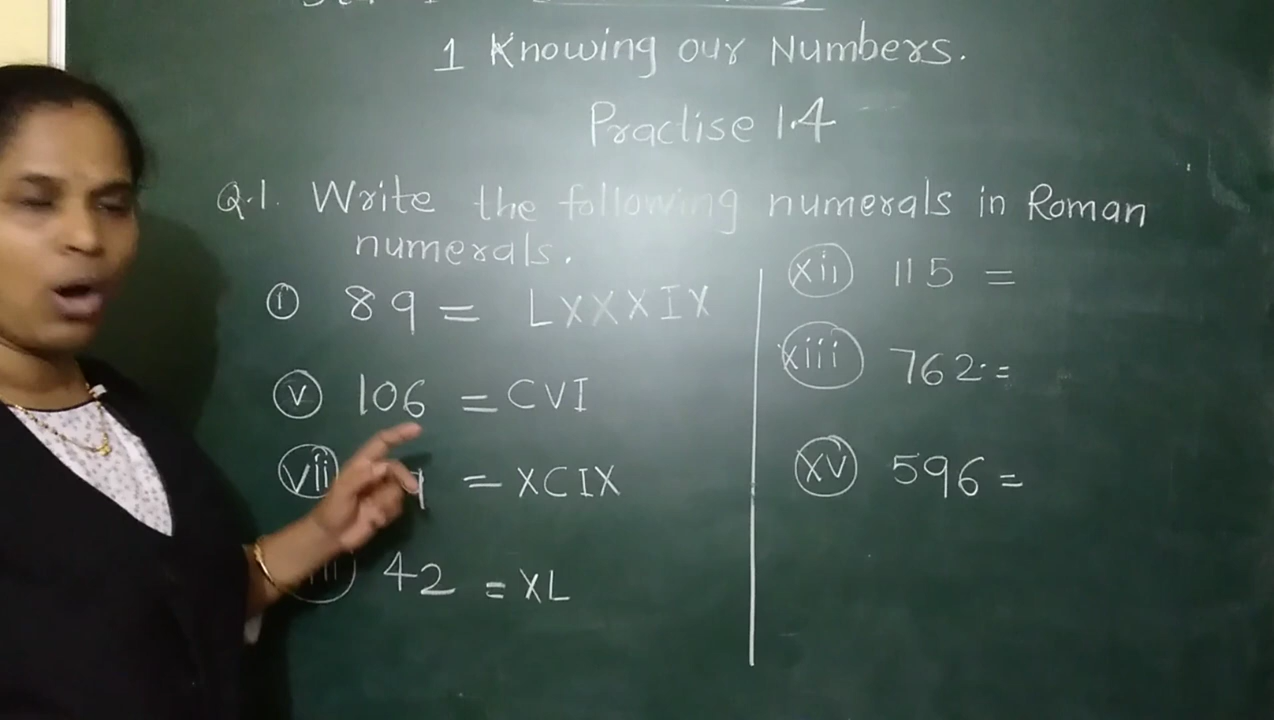 1 Knowing our Numbers.
Practise 1.4
Q.1. Write the following numerals in Roman
numerals.
i 89 = LXXXIX
v 106 = CVI
vii 9 = XCIX
42 = XL
xii 115 =
xiii 762 =
xv 596 =